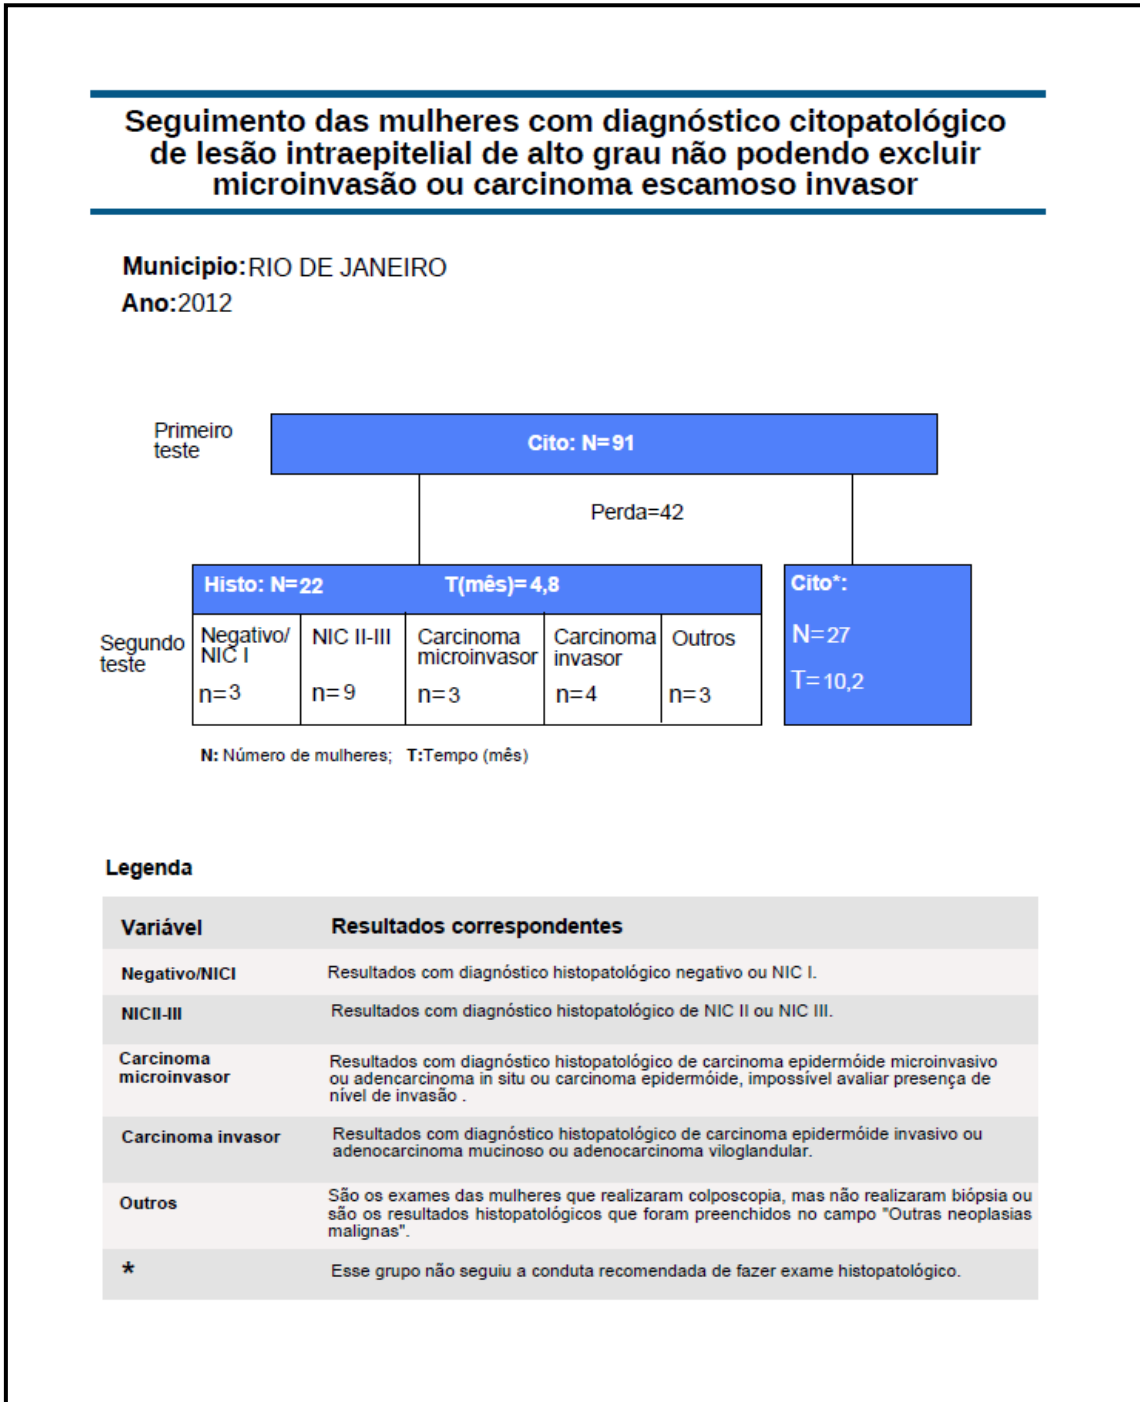 Seguimento das mulheres com diagnóstico citopatológico
de lesão intraepitelial de alto grau não podendo excluir
microinvasão ou carcinoma escamoso invasor
Municipio: RIO DE JANEIRO
Ano:2012
Primeiro
teste
Cito: N=91
Perda=42
Segundo
teste
Histo: N=22 T(mês)=4,8
Negativo/
NIC I
n=3
NIC II-III
n=9
Carcinoma
microinvasor
n=3
Carcinoma
invasor
n=4
Outros
n=3
Cito*:
N=27
T=10,2
N: Número de mulheres; T:Tempo (mês)
Legenda
Variável Resultados correspondentes
Negativo/NICI Resultados com diagnóstico histopatológico negativo ou NIC I.
NICII-III Resultados com diagnóstico histopatológico de NIC II ou NIC III.
Carcinoma
microinvasor
Resultados com diagnóstico histopatológico de carcinoma epidermóide microinvasivo
ou adencarcinoma in situ ou carcinoma epidermóide, impossível avaliar presença de
nível de invasão .
Carcinoma invasor
Resultados com diagnóstico histopatológico de carcinoma epidermóide invasivo ou
adenocarcinoma mucinoso ou adenocarcinoma viloglandular.
Outros
São os exames das mulheres que realizaram colposcopia, mas não realizaram biópsia ou
são os resultados histopatológicos que foram preenchidos no campo "Outras neoplasias
malignas".
* Esse grupo não seguiu a conduta recomendada de fazer exame histopatológico.